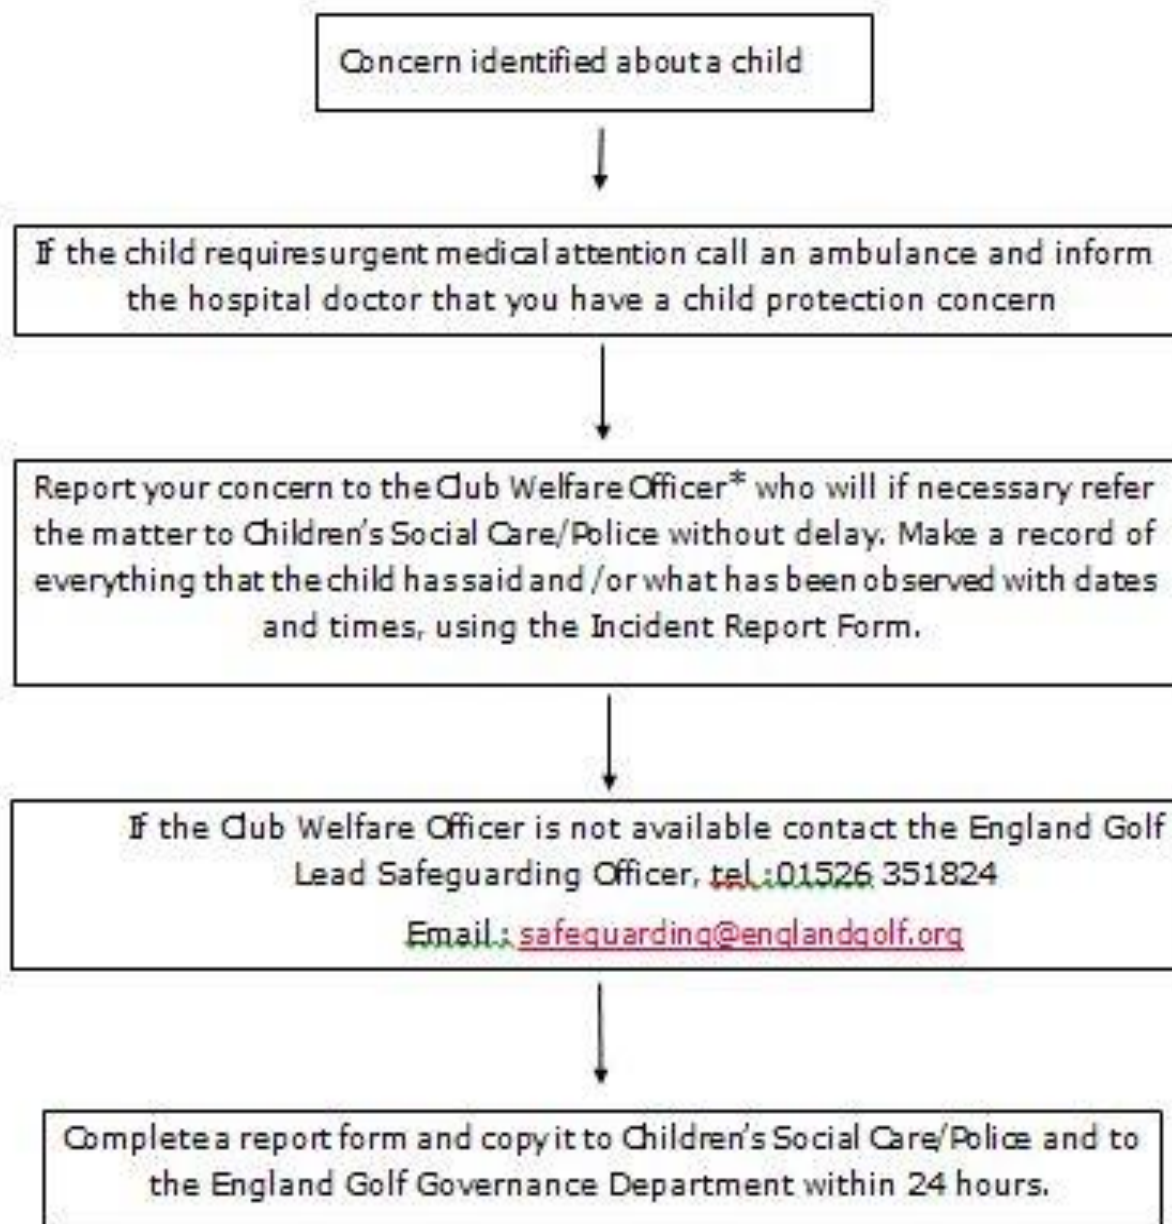 Concern identified about a child
If the child requires urgent medical attention call an ambulance and inform
the hospital doctor that you have a child protection concern
Report your concern to the Club Welfare Officer* who will if necessary refer
the matter to Children's Social Care/Police without delay. Make a record of
everything that the child has said and /or what has been observed with dates
and times, using the Incident Report Form.
If the Club Welfare Officer is not available contact the England Golf
Lead Safeguarding Officer, tel :01526 351824
Email : safeguarding@englandgolf.org
Complete a report form and copy it to Children's Social Care/Police and to
the England Golf Governance Department within 24 hours.